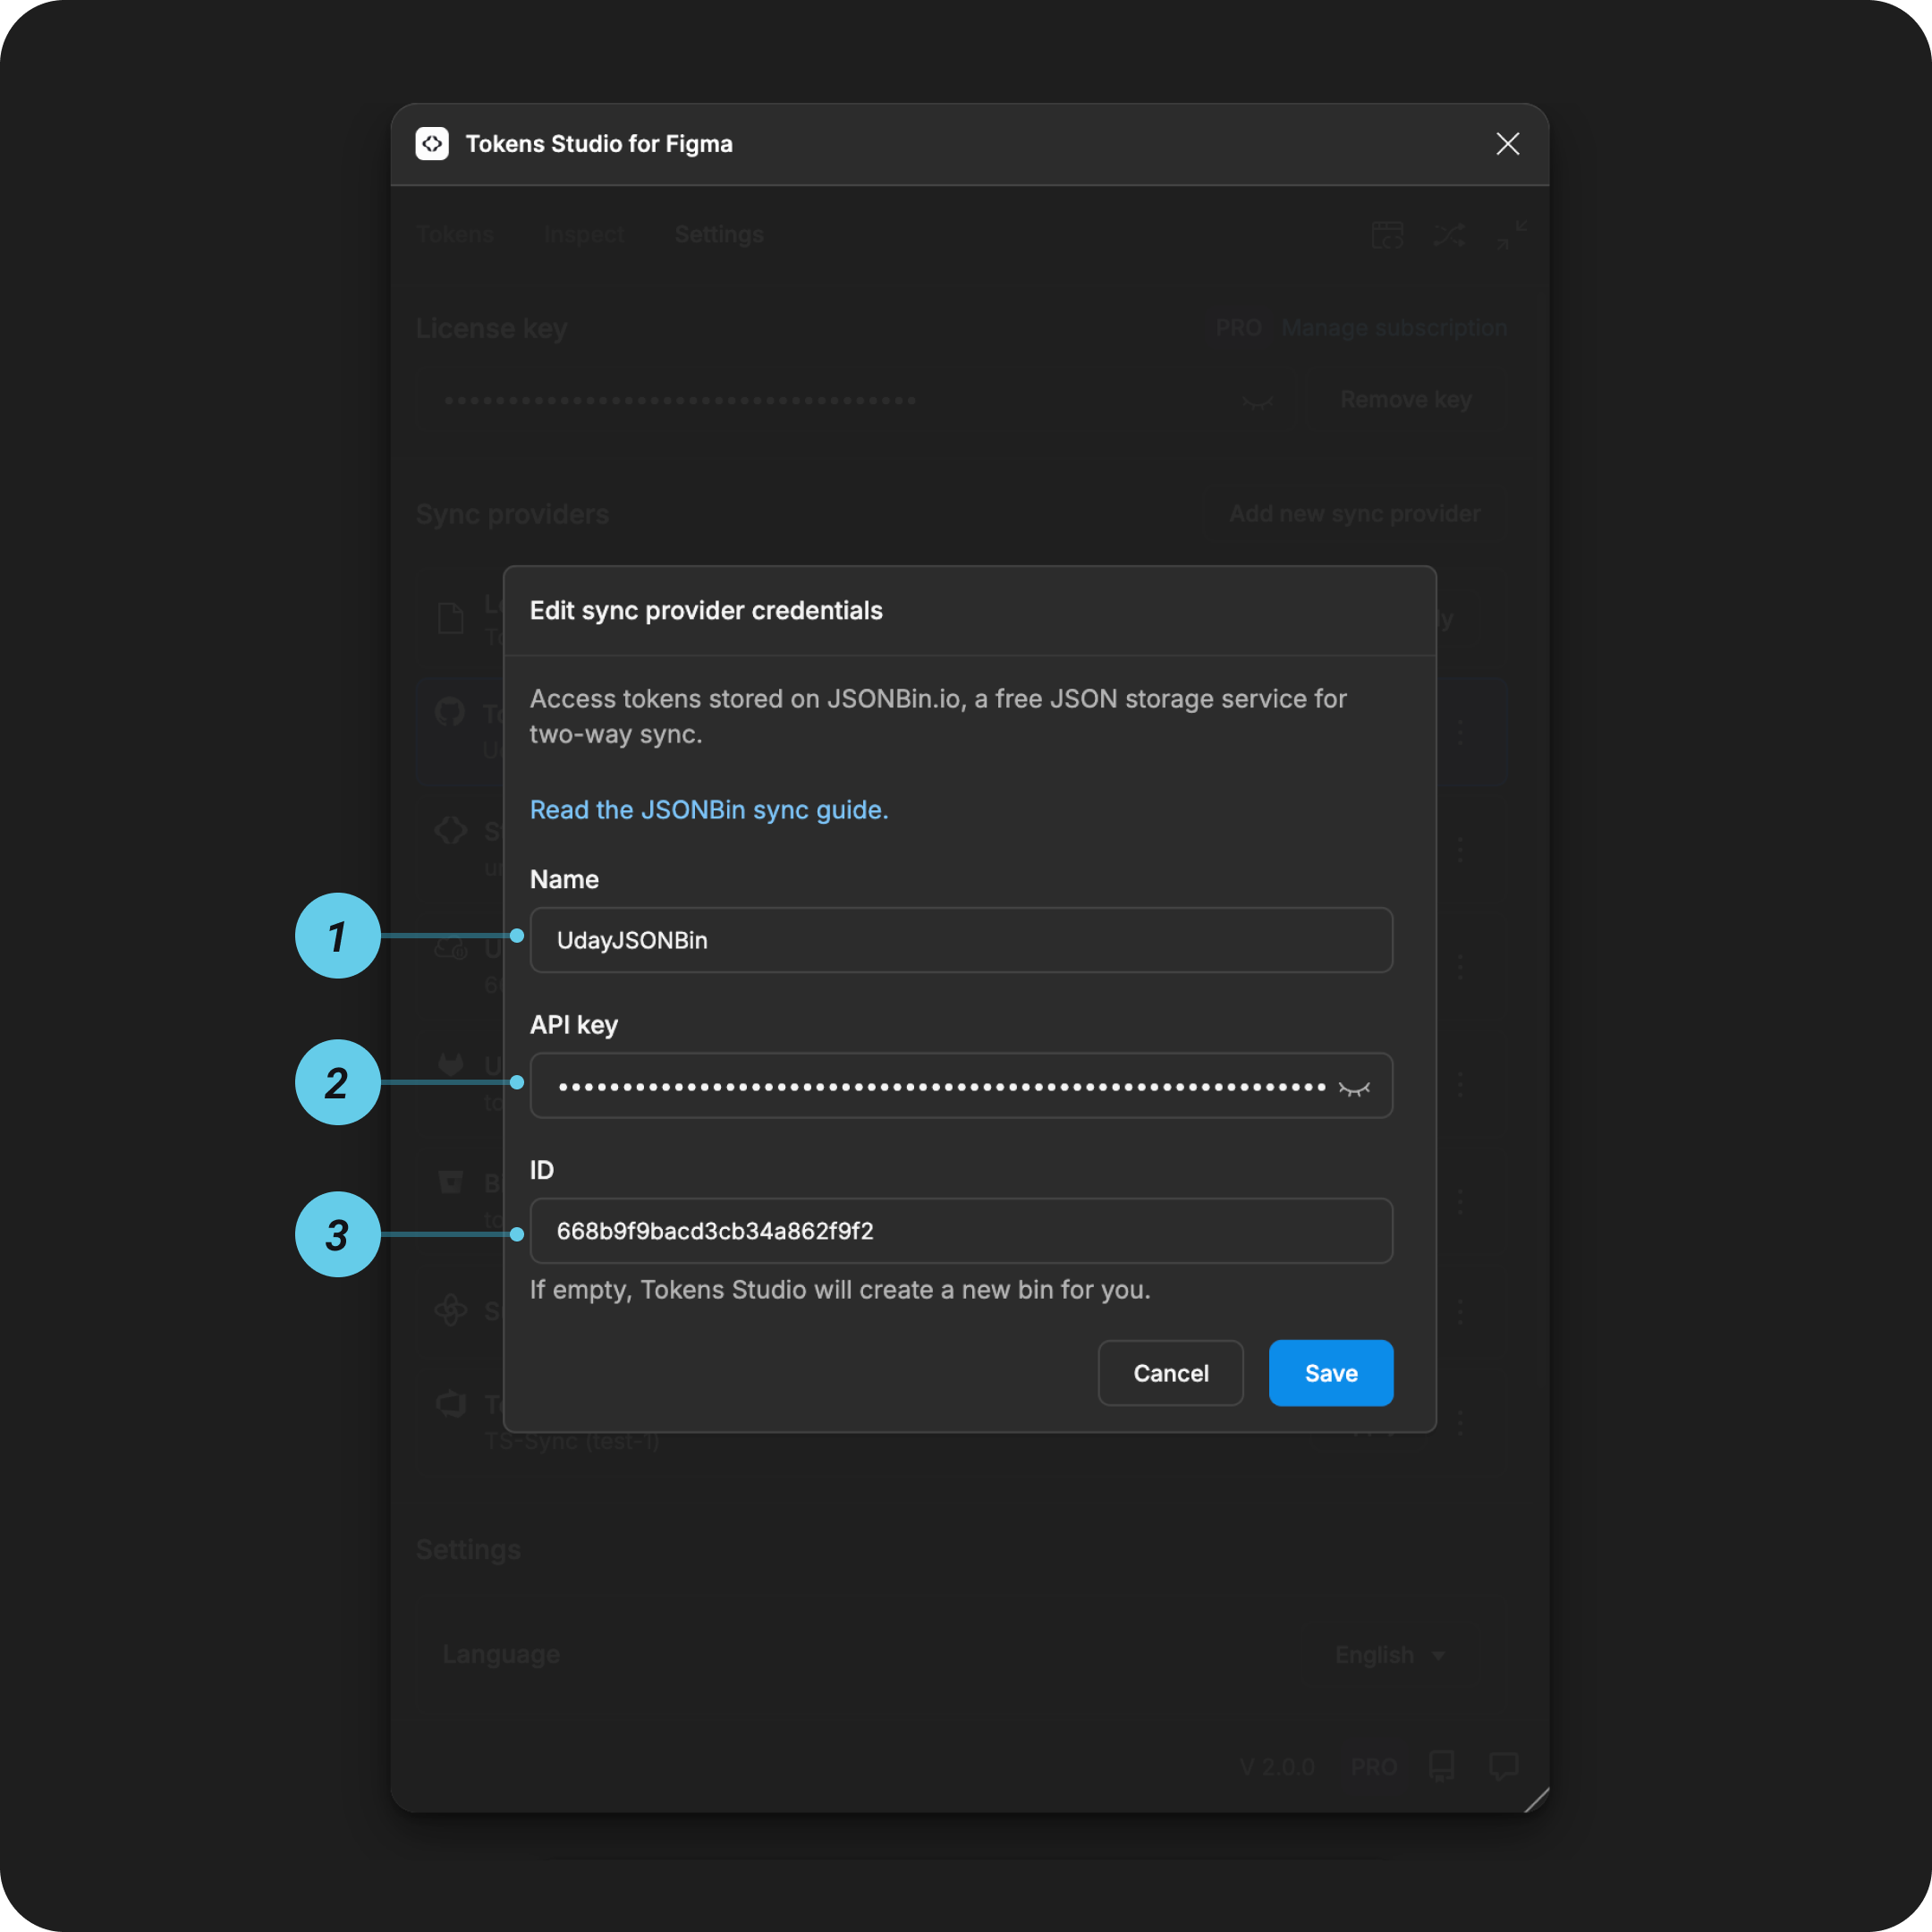 Tokens Studio for Figma
Tokens Inspect Settings
License key PRO Manage subscription
Remove key
Sync providers Add new sync provider
Edit sync provider credentials
Access tokens stored on JSONBin.io, a free JSON storage service for
two-way sync.
Read the JSONBin sync guide.
Name
1 UdayJSONBin
API key
2 ••••••••••••••••••••••••••••••••••••••••••••••••••••••••••••
ID
3 668b9f9bacd3cb34a862f9f2
If empty, Tokens Studio will create a new bin for you.
Cancel Save
TS-Sync (test-1)
Settings
Language English
V 2.0.0 PRO